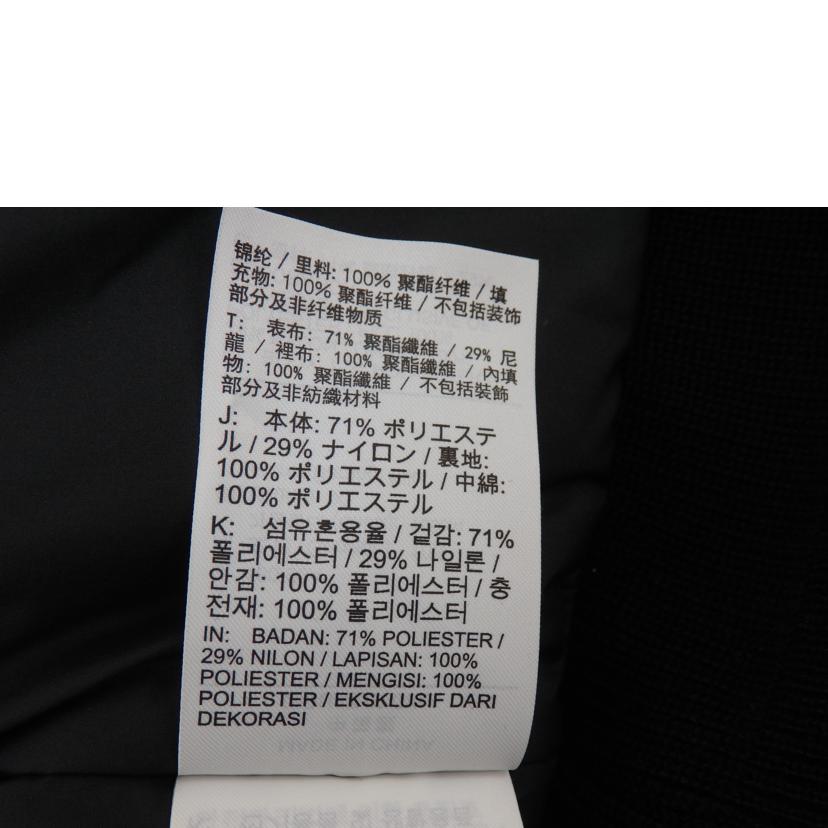 锦纶 / 里料: 100% 聚酯纤维 / 填
充物: 100% 聚酯纤维 / 不包括装饰
部分及非纤维物质
T: 表布: 71% 聚酯纖維 / 29% 尼
龍 / 裡布: 100% 聚酯纖維 / 內填
物: 100% 聚酯纖維 / 不包括裝飾
部分及非紡織材料
J: 本体: 71% ポリエステ
ル / 29% ナイロン / 裏地:
100% ポリエステル / 中綿:
100% ポリエステル
K: 섬유혼용율 / 겉감: 71%
폴리에스터 / 29% 나일론 /
안감: 100% 폴리에스터 / 충
전재: 100% 폴리에스터
IN: BADAN: 71% POLIESTER /
29% NILON / LAPISAN: 100%
POLIESTER / MENGISI: 100%
POLIESTER / EKSKLUSIF DARI
DEKORASI
MADE IN CHINA